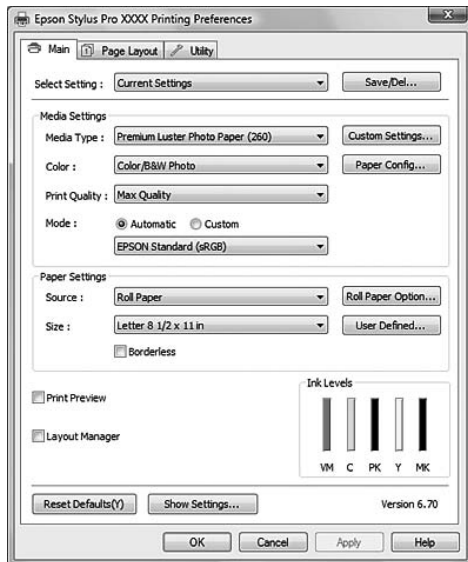 Epson Stylus Pro XXXX Printing Preferences
Main Page Layout Utility
Select Setting : Current Settings Save/Del...
Media Settings
Media Type : Premium Luster Photo Paper (260) Custom Settings...
Color : Color/B&W Photo Paper Config...
Print Quality : Max Quality
Mode : Automatic Custom
EPSON Standard (sRGB)
Paper Settings
Source : Roll Paper Roll Paper Option...
Size : Letter 8 1/2 x 11 in User Defined...
Borderless
Print Preview
Layout Manager
Ink Levels
VM C PK Y MK
Reset Defaults(Y) Show Settings... Version 6.70
OK Cancel Apply Help